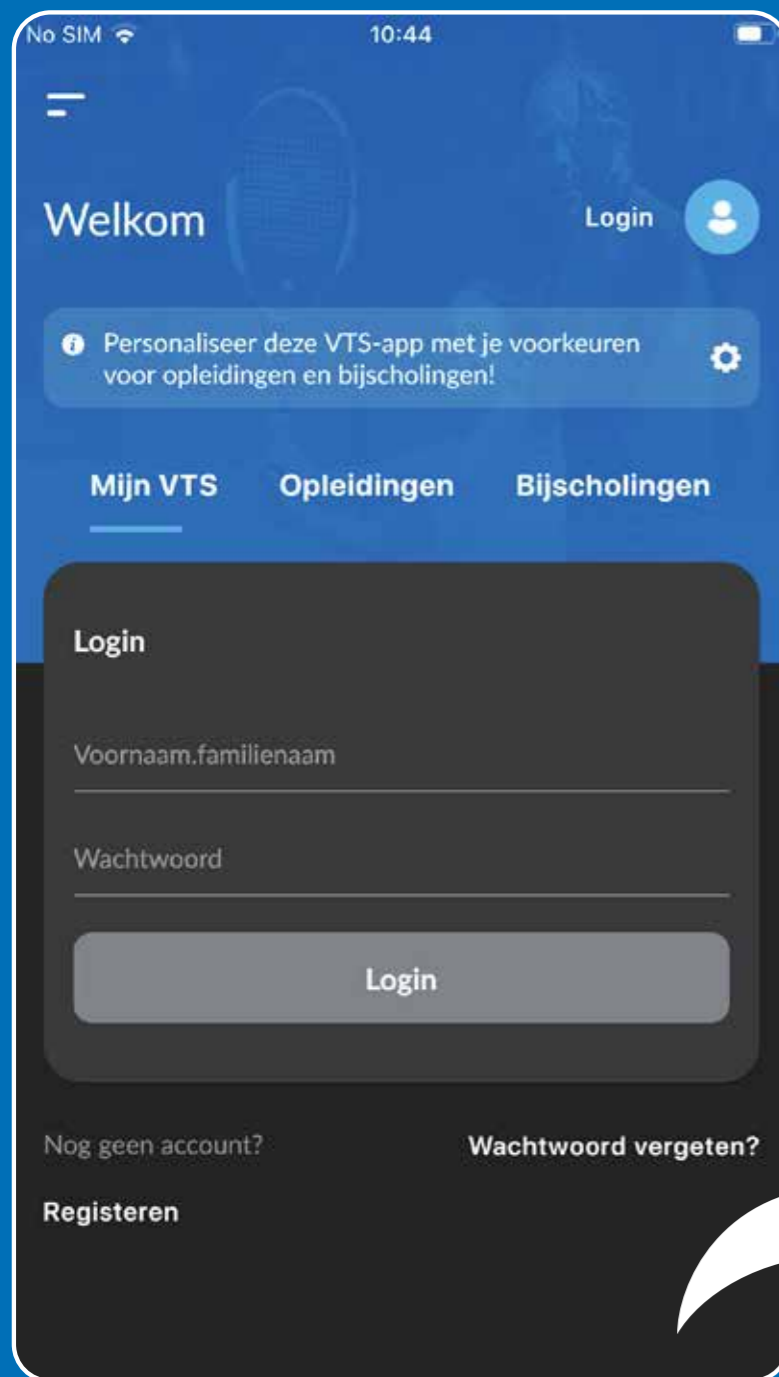 No SIM 10:44
Welkom Login
Personaliseer deze VTS-app met je voorkeuren
voor opleidingen en bijscholingen!
Mijn VTS Opleidingen Bijscholingen
Login
Voornaam.familienaam
Wachtwoord
Login
Nog geen account? Wachtwoord vergeten?
Registeren